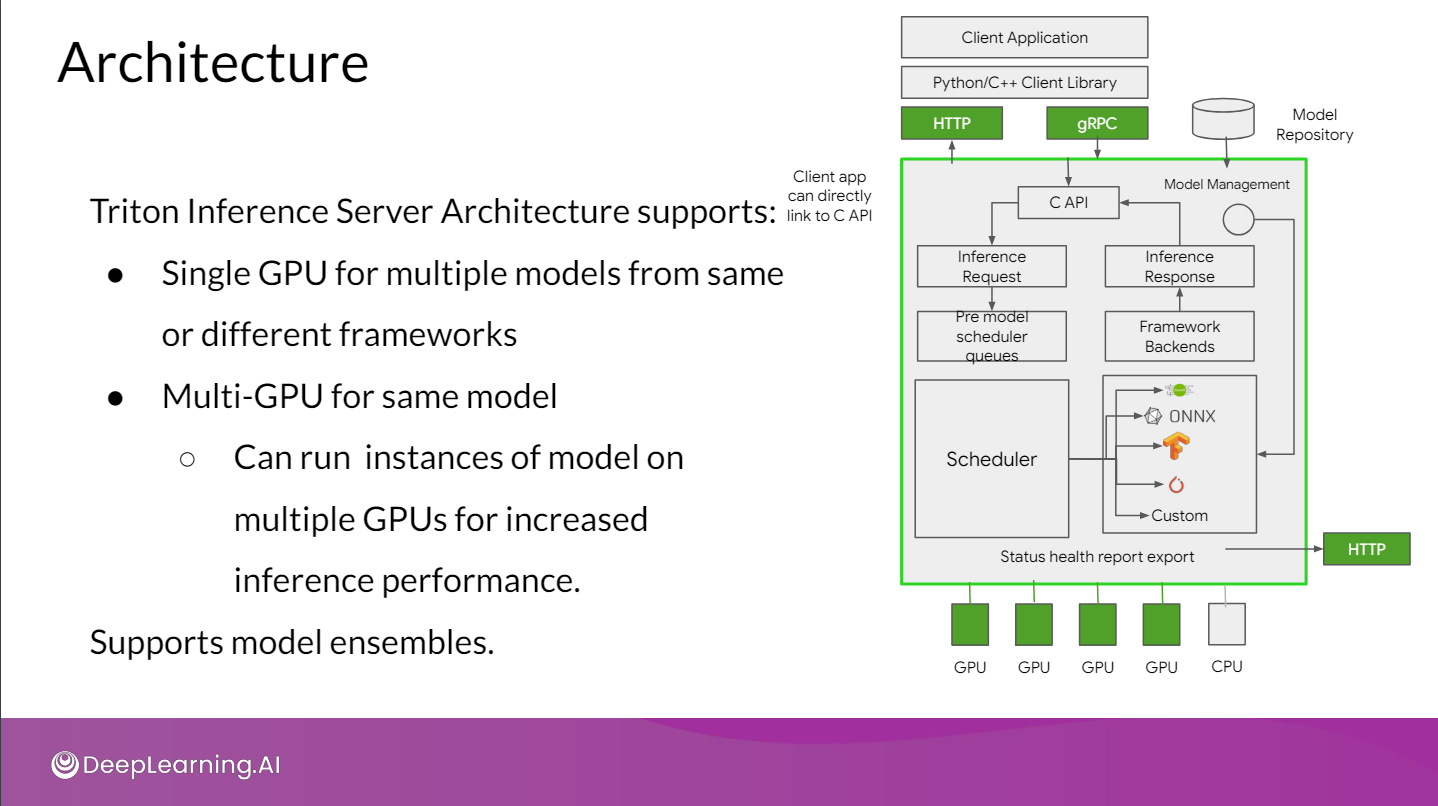 Architecture
Triton Inference Server Architecture supports:
● Single GPU for multiple models from same
or different frameworks
● Multi-GPU for same model
○ Can run instances of model on
multiple GPUs for increased
inference performance.
Supports model ensembles.
Client Application
Python/C++ Client Library
HTTP
gRPC
Model
Repository
Client app
can directly
link to C API
Model Management
C API
Inference
Request
Inference
Response
Pre model
scheduler
queues
Framework
Backends
Scheduler
ONNX
Custom
Status health report export
HTTP
GPU
GPU
GPU
GPU
CPU
DeepLearning.AI